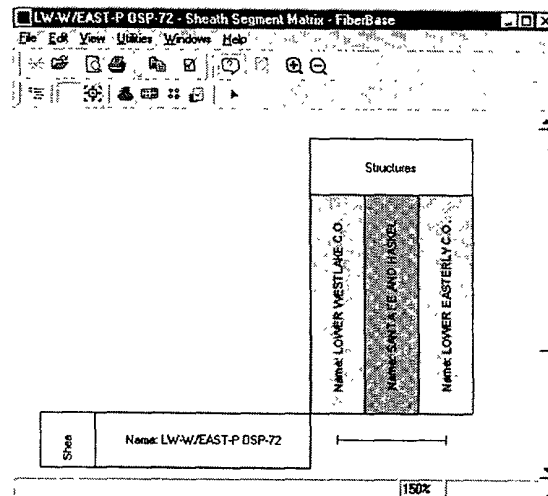 LW-W/EAST-P OSP-72 - Sheath Segment Matrix - FiberBase
File Edit View Utilities Windows Help
Structures
Name: LOWER WESTLAKE C.O.
Name: SANTA FE AND HASKEL
Name: LOWER EASTERLY C.O.
Shea
Name: LW-W/EAST-P OSP-72
150%